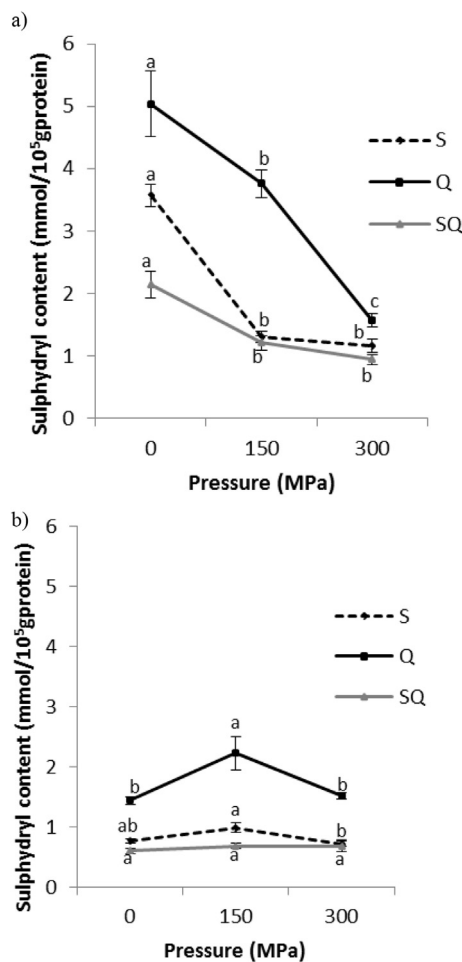 a)
Sulphydryl content (mmol/10⁵gprotein)
6
5
4
3
2
1
0
a
a
a
b
b
b
c
b
b
S
Q
SQ
0 150 300
Pressure (MPa)
b)
Sulphydryl content (mmol/10⁵gprotein)
6
5
4
3
2
1
0
b
ab
a
a
a
a
b
b
a
S
Q
SQ
0 150 300
Pressure (MPa)